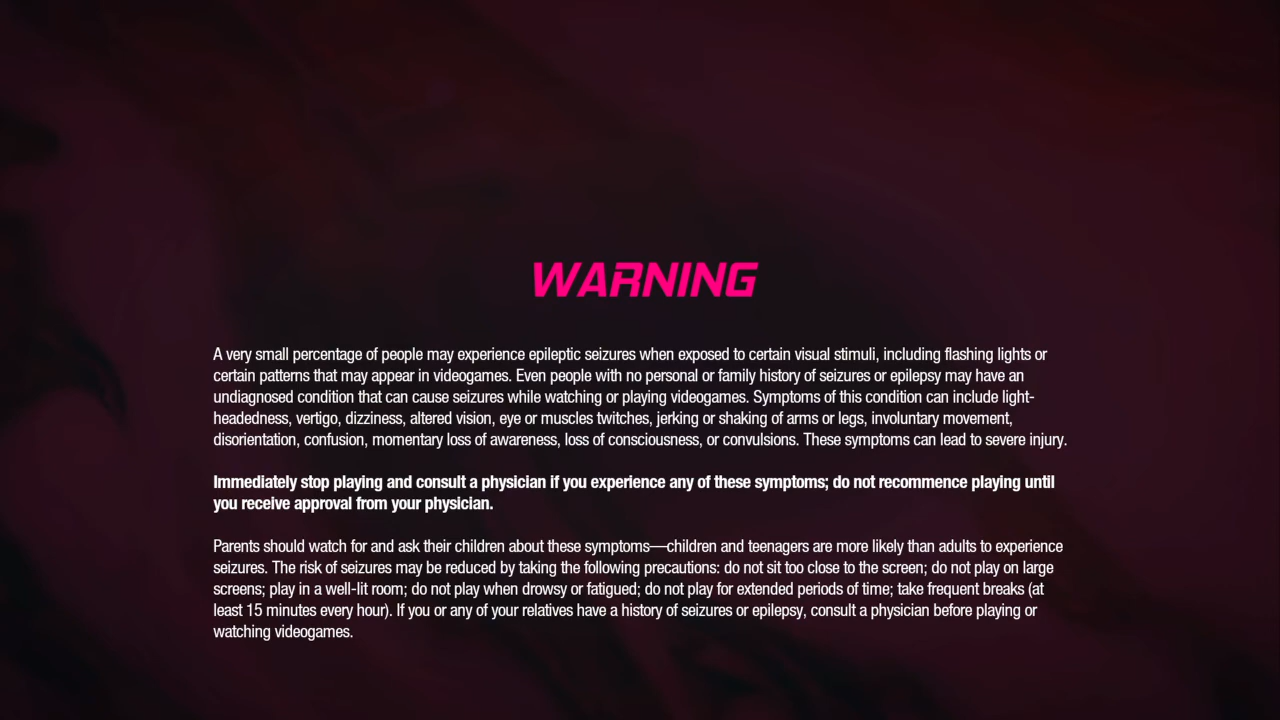 WARNING
A very small percentage of people may experience epileptic seizures when exposed to certain visual stimuli, including flashing lights or
certain patterns that may appear in videogames. Even people with no personal or family history of seizures or epilepsy may have an
undiagnosed condition that can cause seizures while watching or playing videogames. Symptoms of this condition can include light-
headedness, vertigo, dizziness, altered vision, eye or muscles twitches, jerking or shaking of arms or legs, involuntary movement,
disorientation, confusion, momentary loss of awareness, loss of consciousness, or convulsions. These symptoms can lead to severe injury.
Immediately stop playing and consult a physician if you experience any of these symptoms; do not recommence playing until
you receive approval from your physician.
Parents should watch for and ask their children about these symptoms—children and teenagers are more likely than adults to experience
seizures. The risk of seizures may be reduced by taking the following precautions: do not sit too close to the screen; do not play on large
screens; play in a well-lit room; do not play when drowsy or fatigued; do not play for extended periods of time; take frequent breaks (at
least 15 minutes every hour). If you or any of your relatives have a history of seizures or epilepsy, consult a physician before playing or
watching videogames.